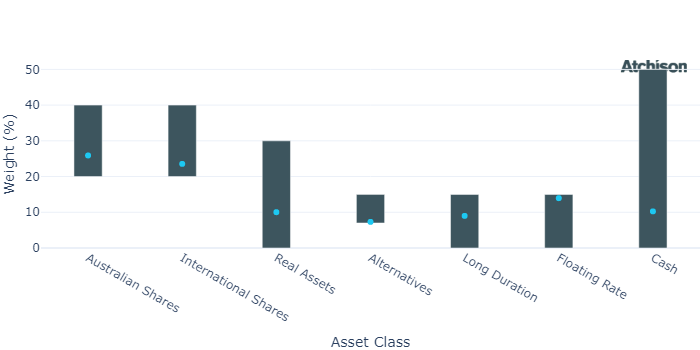 Atchison
50
40
30
20
10
0
Weight (%)
Australian Shares
International Shares
Real Assets
Alternatives
Long Duration
Floating Rate
Cash
Asset Class